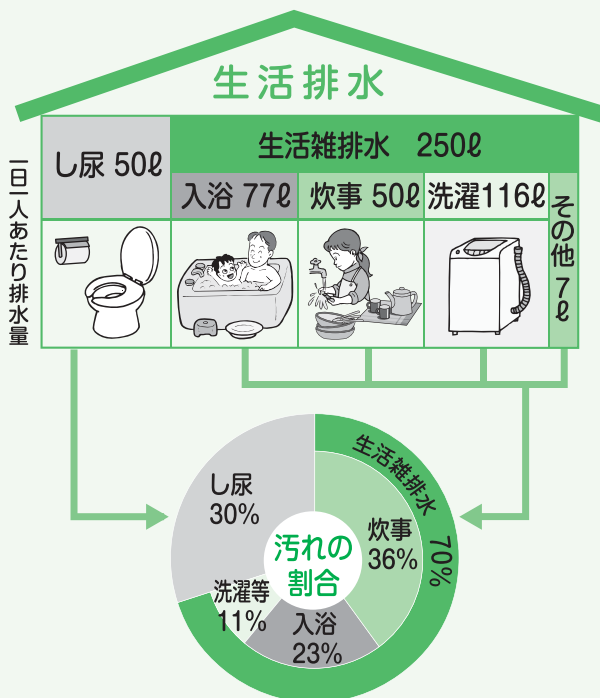 生活排水
一日一人あたり排水量
し尿 50ℓ
生活雑排水 250ℓ
入浴 77ℓ
炊事 50ℓ
洗濯116ℓ
その他 7ℓ
生活雑排水 70%
し尿
30%
炊事
36%
汚れの
割合
洗濯等
11%
入浴
23%